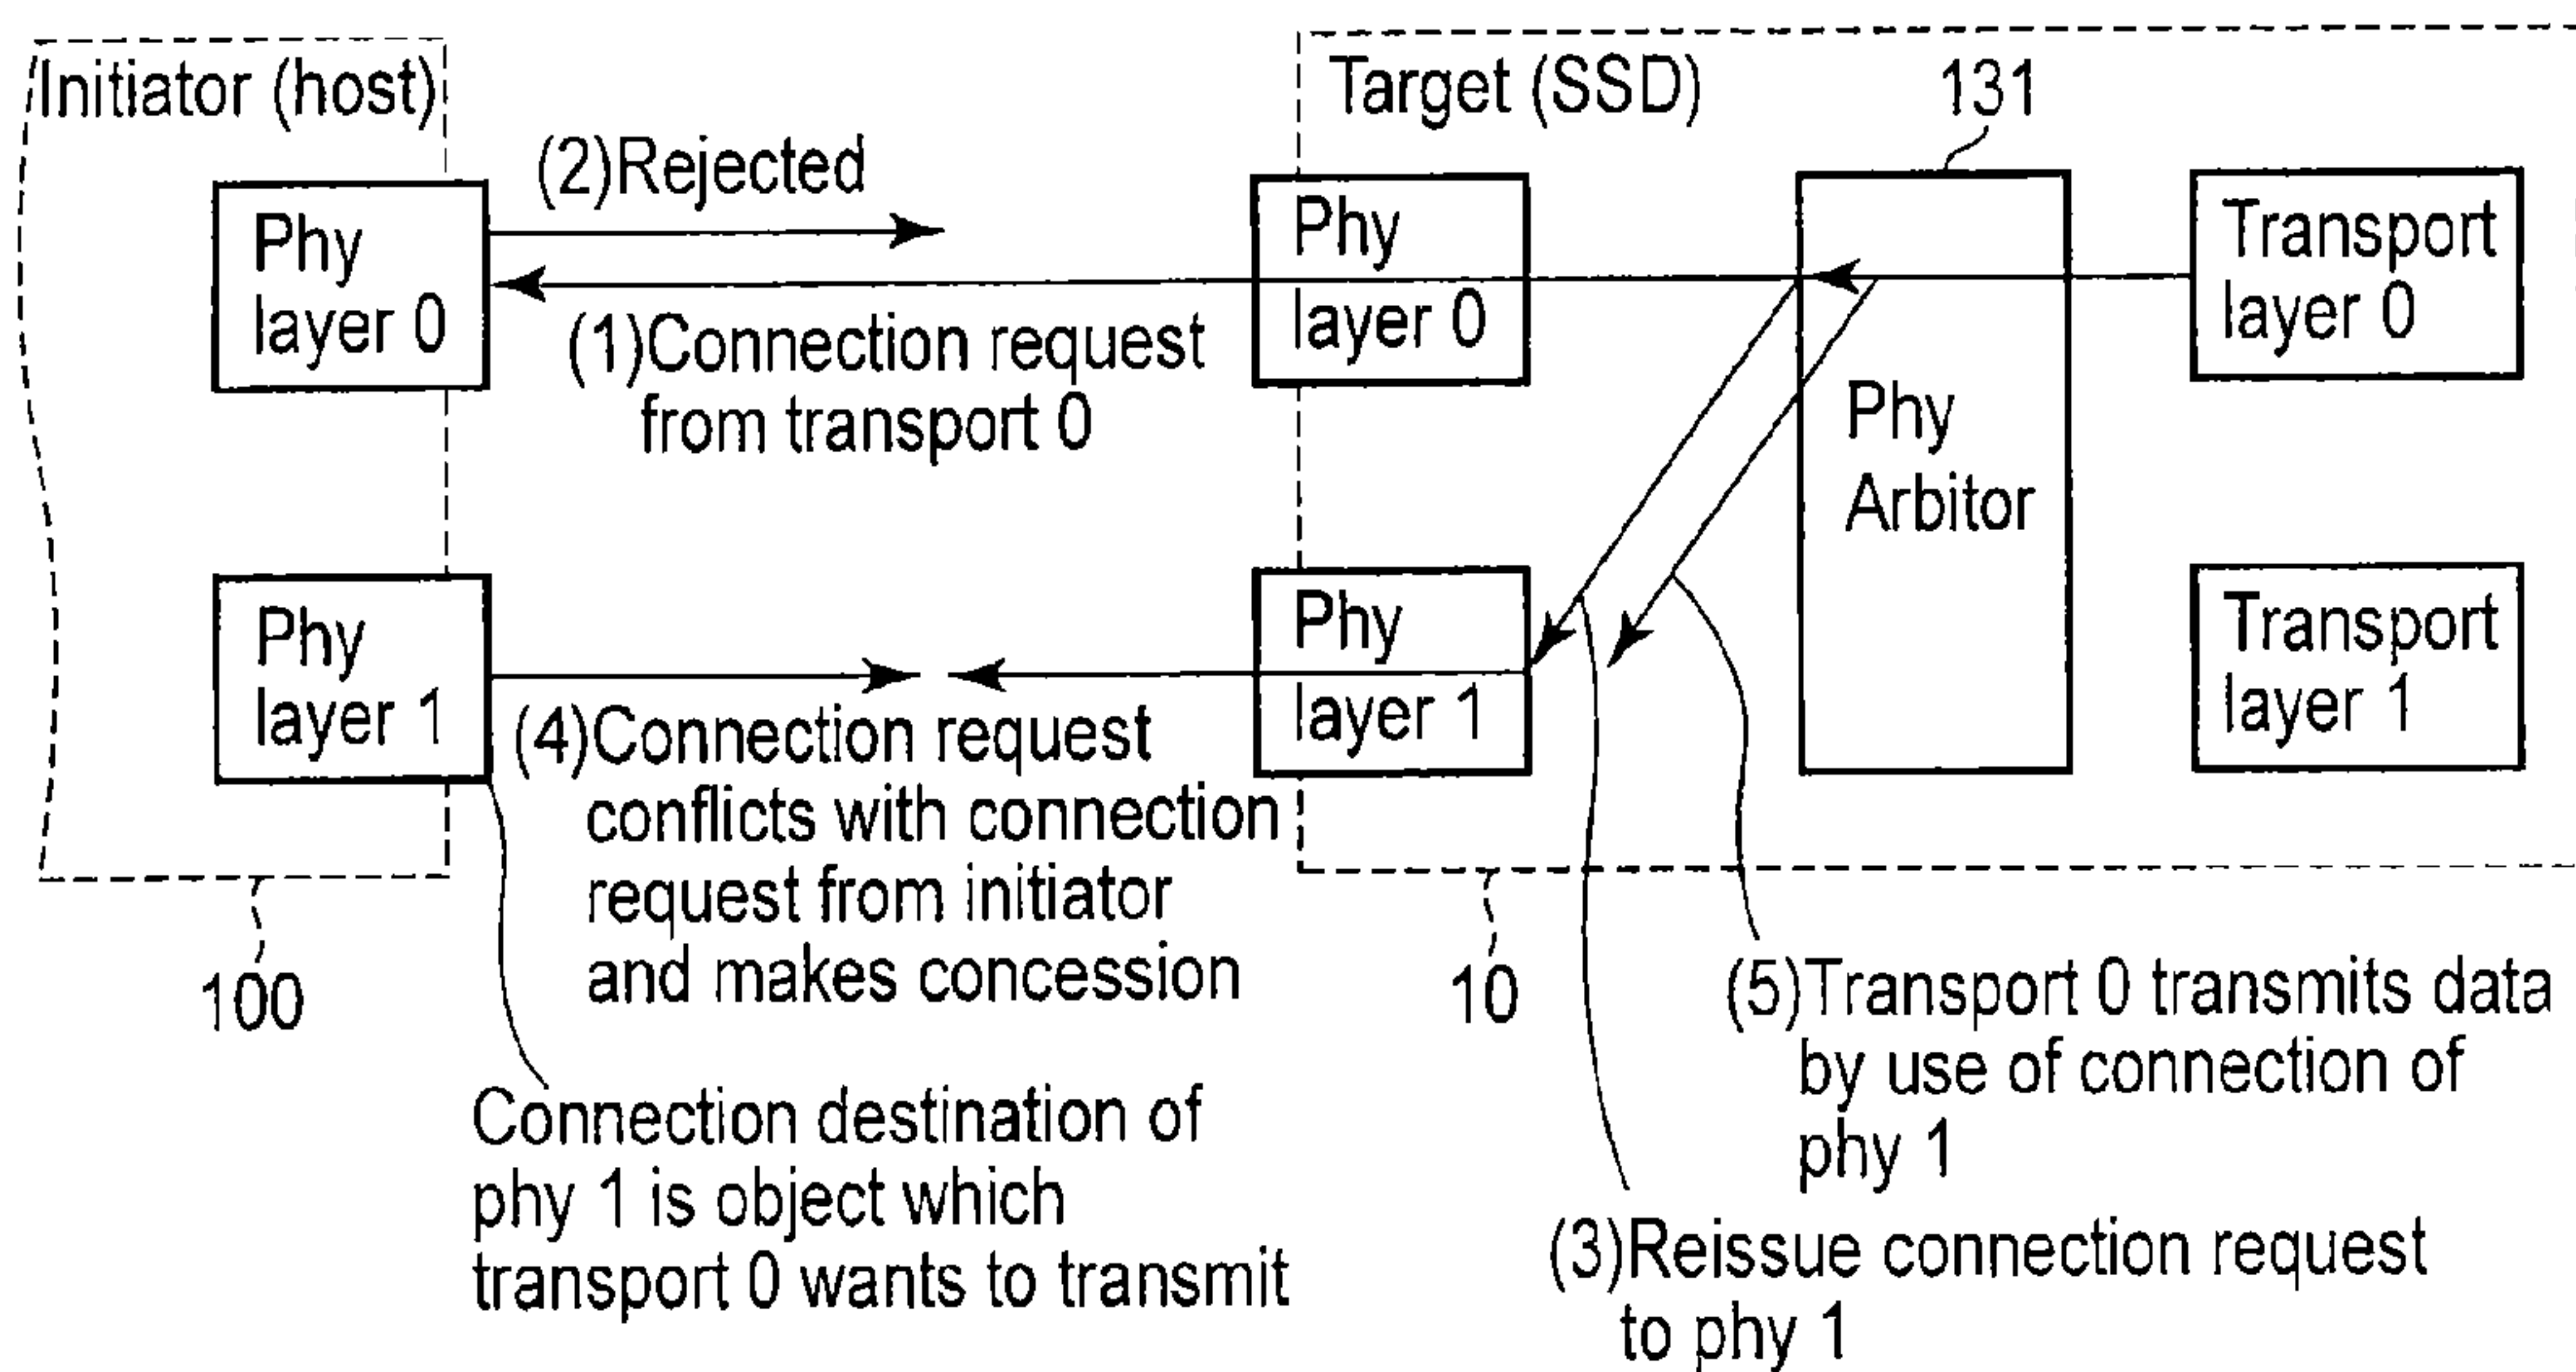 Initiator (host)
Target (SSD)
131
(2)Rejected
Phy
layer 0
Phy
layer 0
Transport
layer 0
(1)Connection request
from transport 0
Phy
Arbitor
Phy
layer 1
Phy
layer 1
Transport
layer 1
(4)Connection request
conflicts with connection
request from initiator
and makes concession
100
10
(5)Transport 0 transmits data
by use of connection of
phy 1
Connection destination of
phy 1 is object which
transport 0 wants to transmit
(3)Reissue connection request
to phy 1